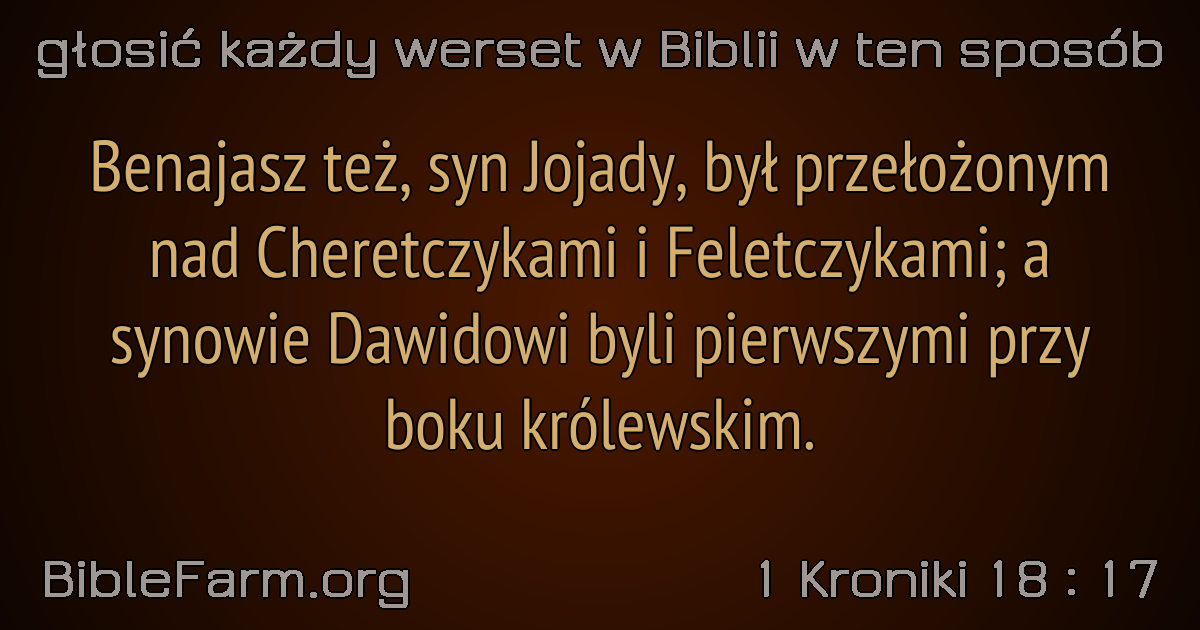 głosić każdy werset w Biblii w ten sposób
Benajasz też, syn Jojady, był przełożonym
nad Cheretczykami i Feletczykami; a
synowie Dawidowi byli pierwszymi przy
boku królewskim.
BibleFarm.org
1 Kroniki 18 : 17